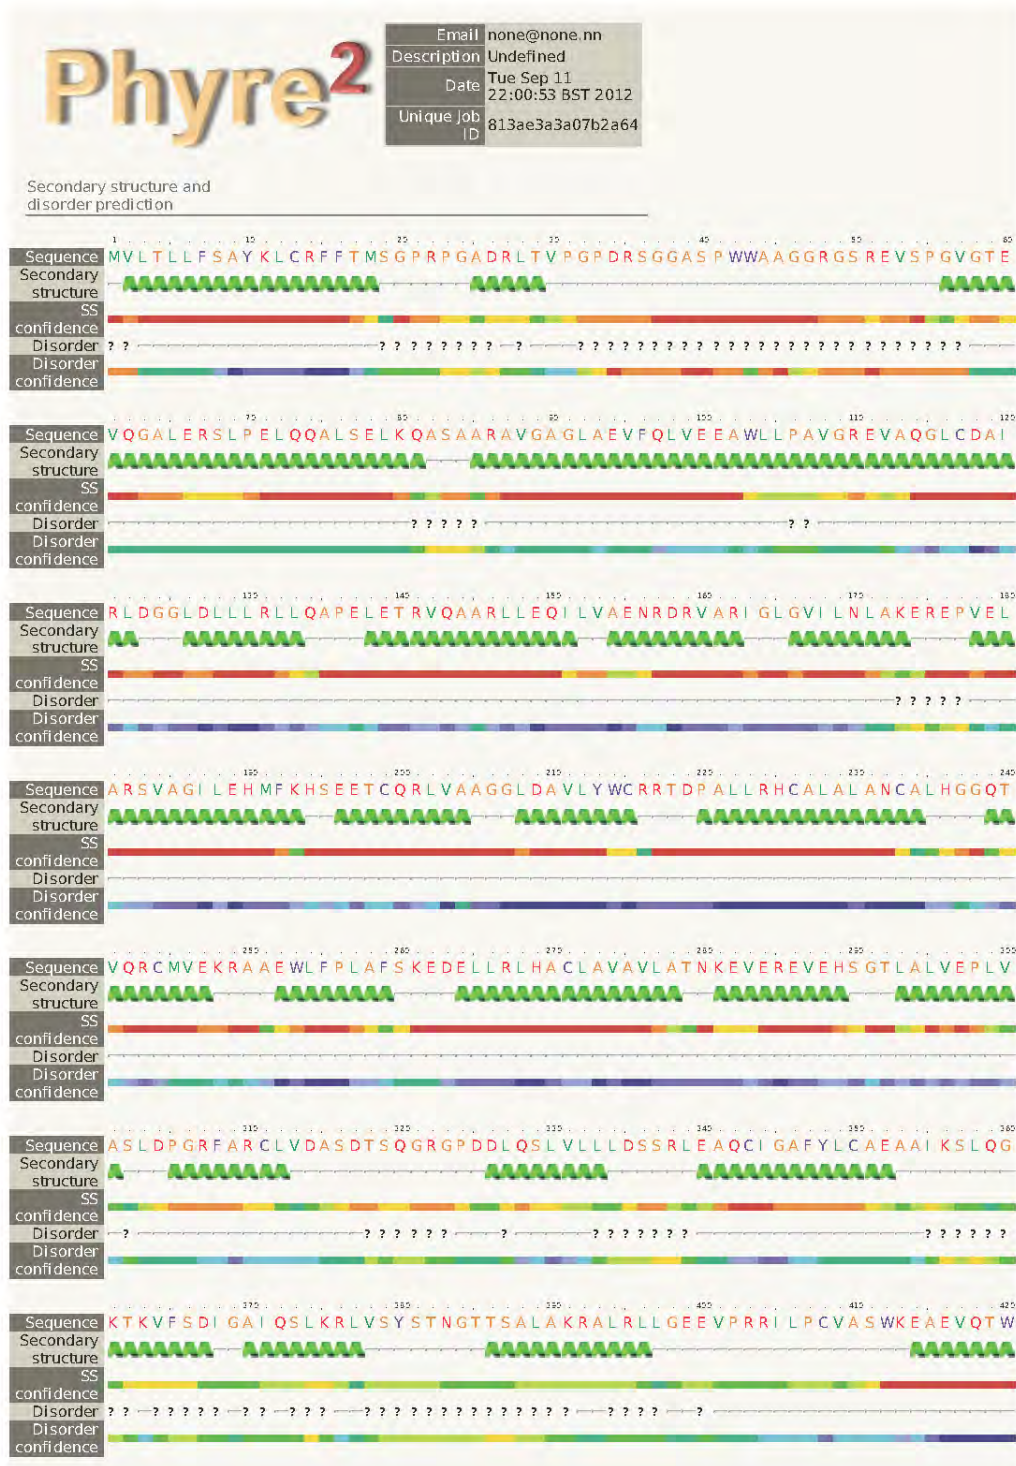 Phyre2
Email none@none.nn
Description Undefined
Date Tue Sep 11
22:00:53 BST 2012
Unique Job
ID 813ae3a3a07b2a64
Secondary structure and
disorder prediction
1
Sequence MVLTLLFSAYKLCRFFTMSGPRPGADRLTVPGPDRSGGASPWWAAGGRGSREVSPGVGTE
Secondary
structure
SS
confidence
Disorder ? ? ? ? ? ? ? ? ? ? ? ? ? ? ? ? ? ? ? ? ? ? ? ? ? ? ? ? ? ? ? ? ? ? ? ? ?
Disorder
confidence
Sequence VQGALERSLPELQQALSELKQASAARAVGAGLAEVFQLVEEAWLLPAVGREVAQGLCDAI
Secondary
structure
SS
confidence
Disorder ? ? ? ? ? ? ?
Disorder
confidence
Sequence RLDGGLDLLLRLLQAPELETRVQAARLLEQILVAENRDRVARIGLGVILNLAKEREPVEL
Secondary
structure
SS
confidence
Disorder ? ? ? ? ?
Disorder
confidence
Sequence ARSVAGILEHMFKHSEETCQRLVAAGGLDAVLYWCRRTDPALLRHCALALANCALHGGQT
Secondary
structure
SS
confidence
Disorder
Disorder
confidence
Sequence VQRCMVEKRAAEWLFPLAFSKEDELLRLHACLAVAVLATNKEVEREVEHSGTLALVEPLV
Secondary
structure
SS
confidence
Disorder
Disorder
confidence
Sequence ASLDPGRFARCLVDASDTSQGRGPDDLQSLVLLLDSSRLEAQCIGAFYLCAEAAIKSLQG
Secondary
structure
SS
confidence
Disorder ? ? ? ? ? ? ? ? ? ? ? ? ? ? ? ? ? ? ? ? ?
Disorder
confidence
Sequence KTKVFSDIGAIQSLKRLVSYSTNGTTSALAKRALRLLGEEVPRRILPCVASWKEAEVQTW
Secondary
structure
SS
confidence
Disorder ? ? ? ? ? ? ? ? ? ? ? ? ? ? ? ? ? ? ? ? ? ? ? ? ? ? ? ? ? ? ?
Disorder
confidence